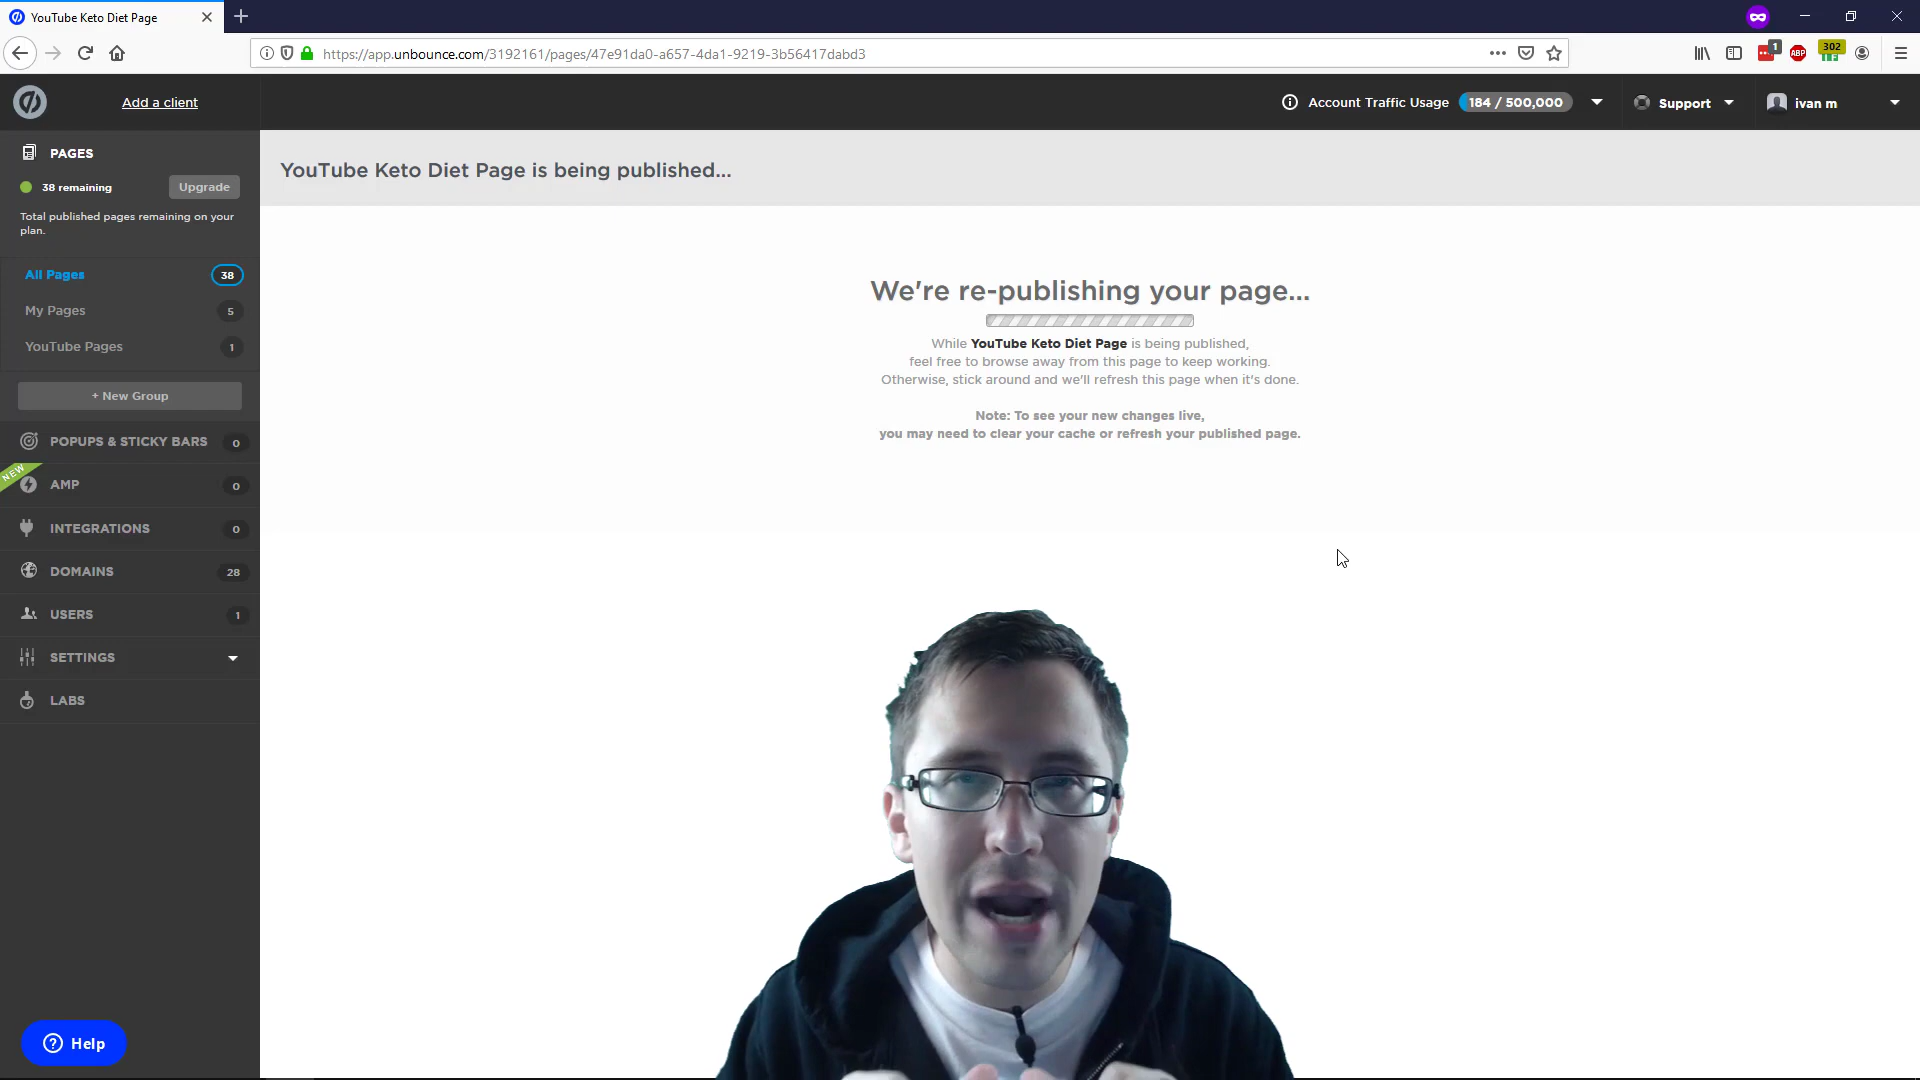 YouTube Keto Diet Page
https://app.unbounce.com/3192161/pages/47e91da0-a657-4da1-9219-3b56417dabd3
1
ABP
302
Add a client
Account Traffic Usage
184 / 500,000
Support
ivan m
PAGES
38 remaining
Upgrade
Total published pages remaining on your
plan.
All Pages
38
My Pages
5
YouTube Pages
1
+ New Group
POPUPS & STICKY BARS
0
NEW
AMP
0
INTEGRATIONS
0
DOMAINS
28
USERS
1
SETTINGS
LABS
Help
YouTube Keto Diet Page is being published...
We're re-publishing your page...
While YouTube Keto Diet Page is being published,
feel free to browse away from this page to keep working.
Otherwise, stick around and we'll refresh this page when it's done.
Note: To see your new changes live,
you may need to clear your cache or refresh your published page.